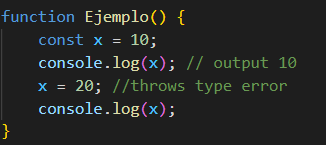 function Ejemplo() {
    const x = 10;
    console.log(x); // output 10
    x = 20; //throws type error
    console.log(x);
}